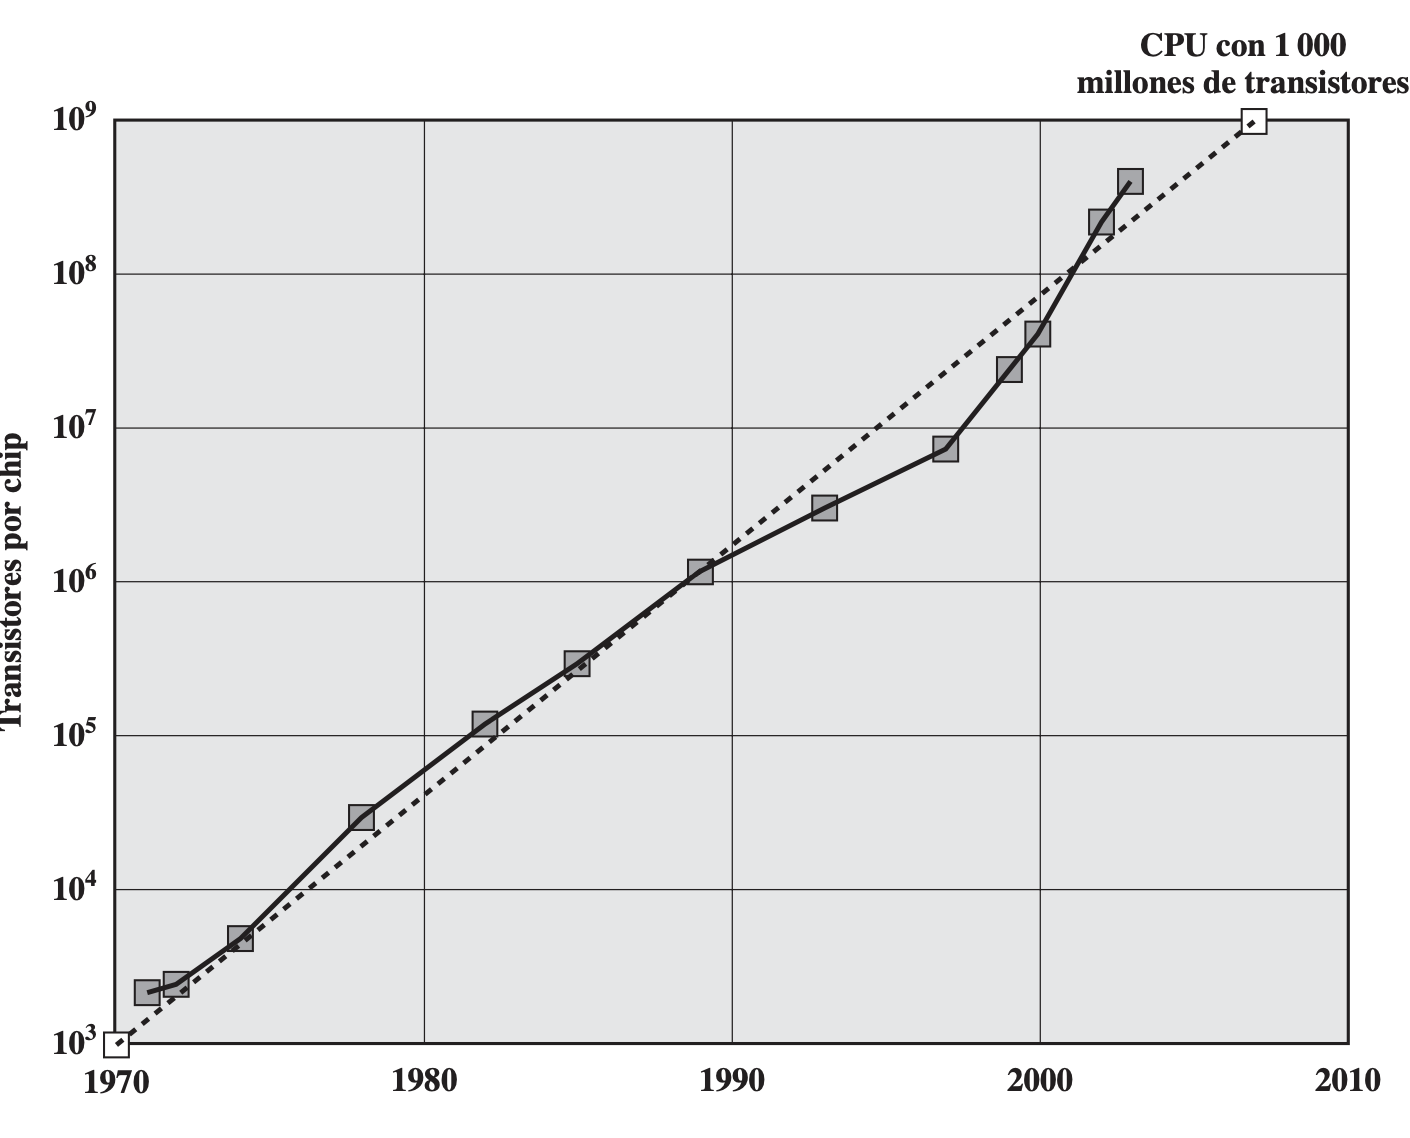 CPU con 1 000
millones de transistores
10⁹
10⁸
10⁷
10⁶
10⁵
10⁴
10³
Transistores por chip
1970 1980 1990 2000 2010